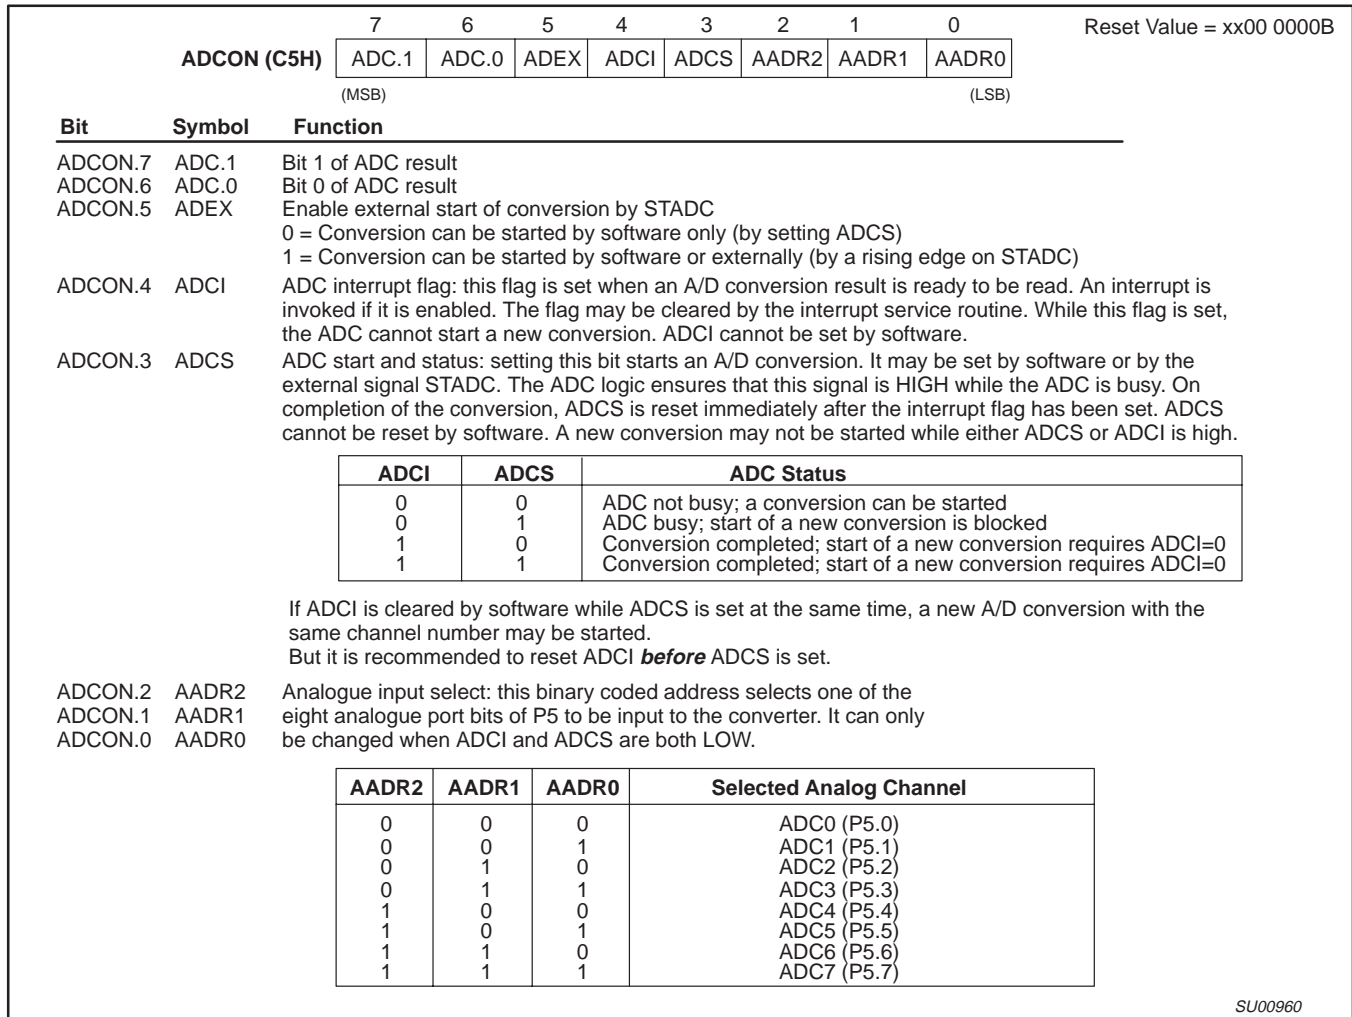 7 6 5 4 3 2 1 0 Reset Value = xx00 0000B
ADCON (C5H) ADC.1 ADC.0 ADEX ADCI ADCS AADR2 AADR1 AADR0
(MSB) (LSB)
Bit Symbol Function
ADCON.7 ADC.1 Bit 1 of ADC result
ADCON.6 ADC.0 Bit 0 of ADC result
ADCON.5 ADEX Enable external start of conversion by STADC
0 = Conversion can be started by software only (by setting ADCS)
1 = Conversion can be started by software or externally (by a rising edge on STADC)
ADCON.4 ADCI ADC interrupt flag: this flag is set when an A/D conversion result is ready to be read. An interrupt is
invoked if it is enabled. The flag may be cleared by the interrupt service routine. While this flag is set,
the ADC cannot start a new conversion. ADCI cannot be set by software.
ADCON.3 ADCS ADC start and status: setting this bit starts an A/D conversion. It may be set by software or by the
external signal STADC. The ADC logic ensures that this signal is HIGH while the ADC is busy. On
completion of the conversion, ADCS is reset immediately after the interrupt flag has been set. ADCS
cannot be reset by software. A new conversion may not be started while either ADCS or ADCI is high.
ADCI ADCS ADC Status
0 0 ADC not busy; a conversion can be started
0 1 ADC busy; start of a new conversion is blocked
1 0 Conversion completed; start of a new conversion requires ADCI=0
1 1 Conversion completed; start of a new conversion requires ADCI=0
If ADCI is cleared by software while ADCS is set at the same time, a new A/D conversion with the
same channel number may be started.
But it is recommended to reset ADCI before ADCS is set.
ADCON.2 AADR2 Analogue input select: this binary coded address selects one of the
ADCON.1 AADR1 eight analogue port bits of P5 to be input to the converter. It can only
ADCON.0 AADR0 be changed when ADCI and ADCS are both LOW.
AADR2 AADR1 AADR0 Selected Analog Channel
0 0 0 ADC0 (P5.0)
0 0 1 ADC1 (P5.1)
0 1 0 ADC2 (P5.2)
0 1 1 ADC3 (P5.3)
1 0 0 ADC4 (P5.4)
1 0 1 ADC5 (P5.5)
1 1 0 ADC6 (P5.6)
1 1 1 ADC7 (P5.7)
SU00960